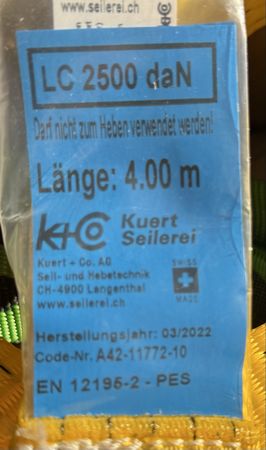 www.seilerei.ch
LC 2500 daN
Darf nicht zum Heben verwendet werden!
Länge: 4.00 m
K+Co Kuert
Seilerei
Kuert + Co. AG
Seil- und Hebetechnik
CH-4900 Langenthal
www.seilerei.ch
SWISS
MADE
Herstellungsjahr: 03/2022
Code-Nr. A42-11772-10
EN 12195-2 - PES